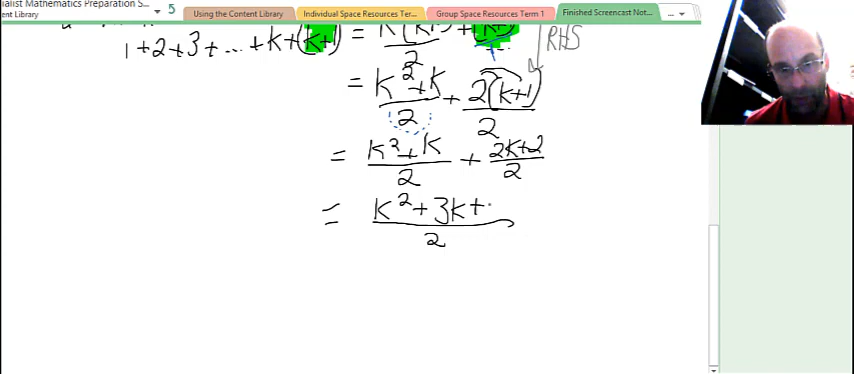 ialist Mathematics Preparation S... 5
ent Library
Using the Content Library Individual Space Resources Ter... Group Space Resources Term 1 Finished Screencast Not... ...
1+2+3+...+k+(k+1) = k(k+1)/2 + (k+1)/1
RHS
= k²+k/2 + 2(k+1)/2
= k²+k/2 + 2k+2/2
= k²+3k+/2